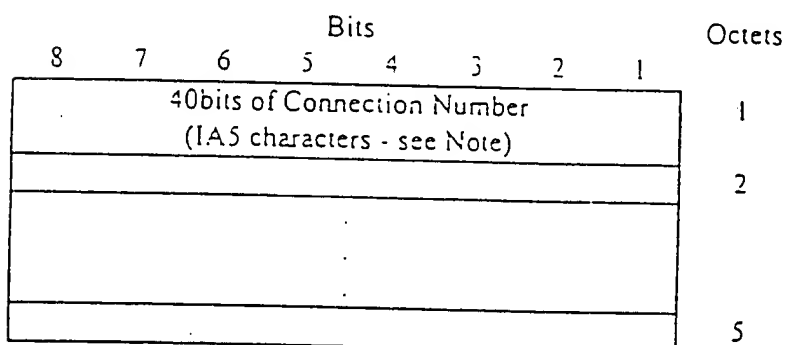 Bits
Octets
8 7 6 5 4 3 2 1
40bits of Connection Number
(IA5 characters - see Note)
1
2
.
.
.
5